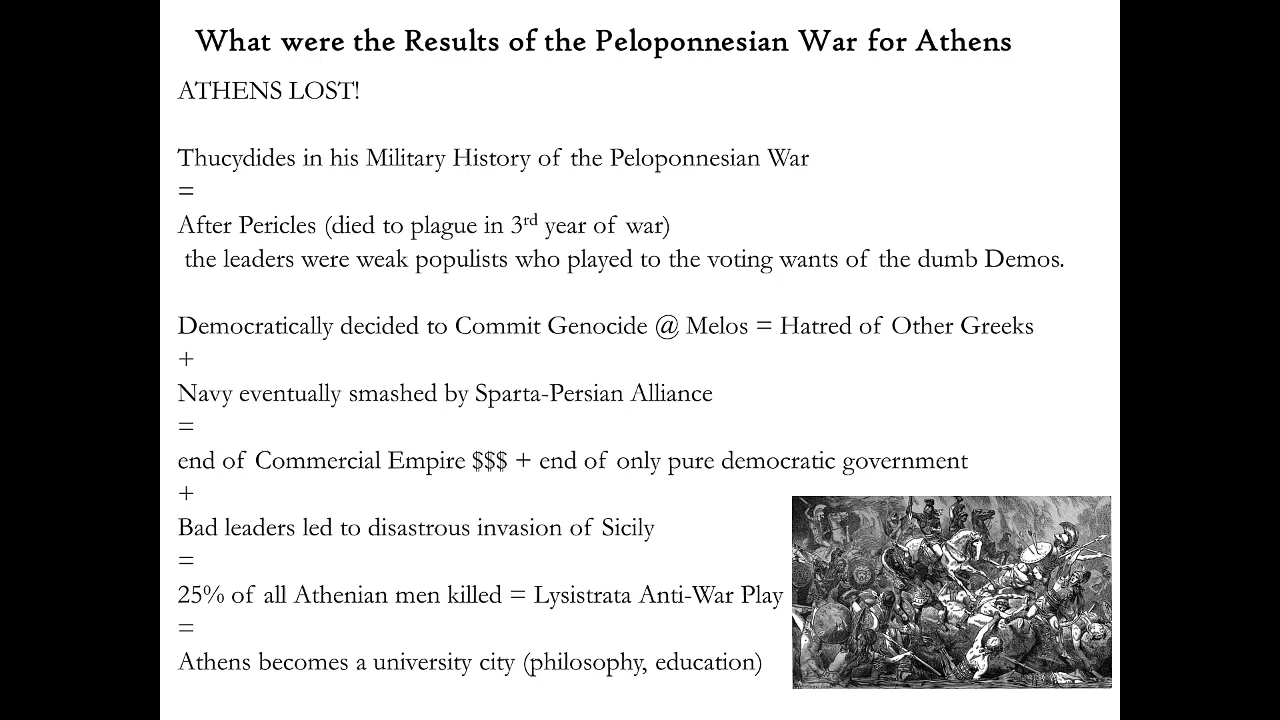 What were the Results of the Peloponnesian War for Athens
ATHENS LOST!
Thucydides in his Military History of the Peloponnesian War
=
After Pericles (died to plague in 3rd year of war)
the leaders were weak populists who played to the voting wants of the dumb Demos.
Democratically decided to Commit Genocide @ Melos = Hatred of Other Greeks
+
Navy eventually smashed by Sparta-Persian Alliance
=
end of Commercial Empire $$$ + end of only pure democratic government
+
Bad leaders led to disastrous invasion of Sicily
=
25% of all Athenian men killed = Lysistrata Anti-War Play
=
Athens becomes a university city (philosophy, education)